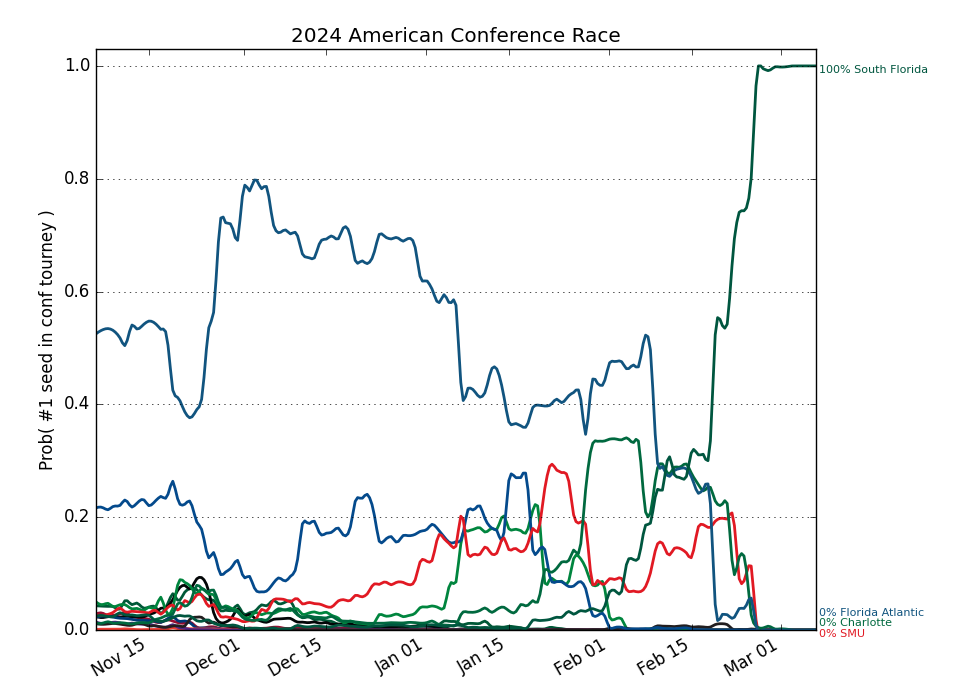 2024 American Conference Race
Prob( #1 seed in conf tourney )
1.0
0.8
0.6
0.4
0.2
0.0
100% South Florida
0% Florida Atlantic
0% Charlotte
0% SMU
Nov 15
Dec 01
Dec 15
Jan 01
Jan 15
Feb 01
Feb 15
Mar 01